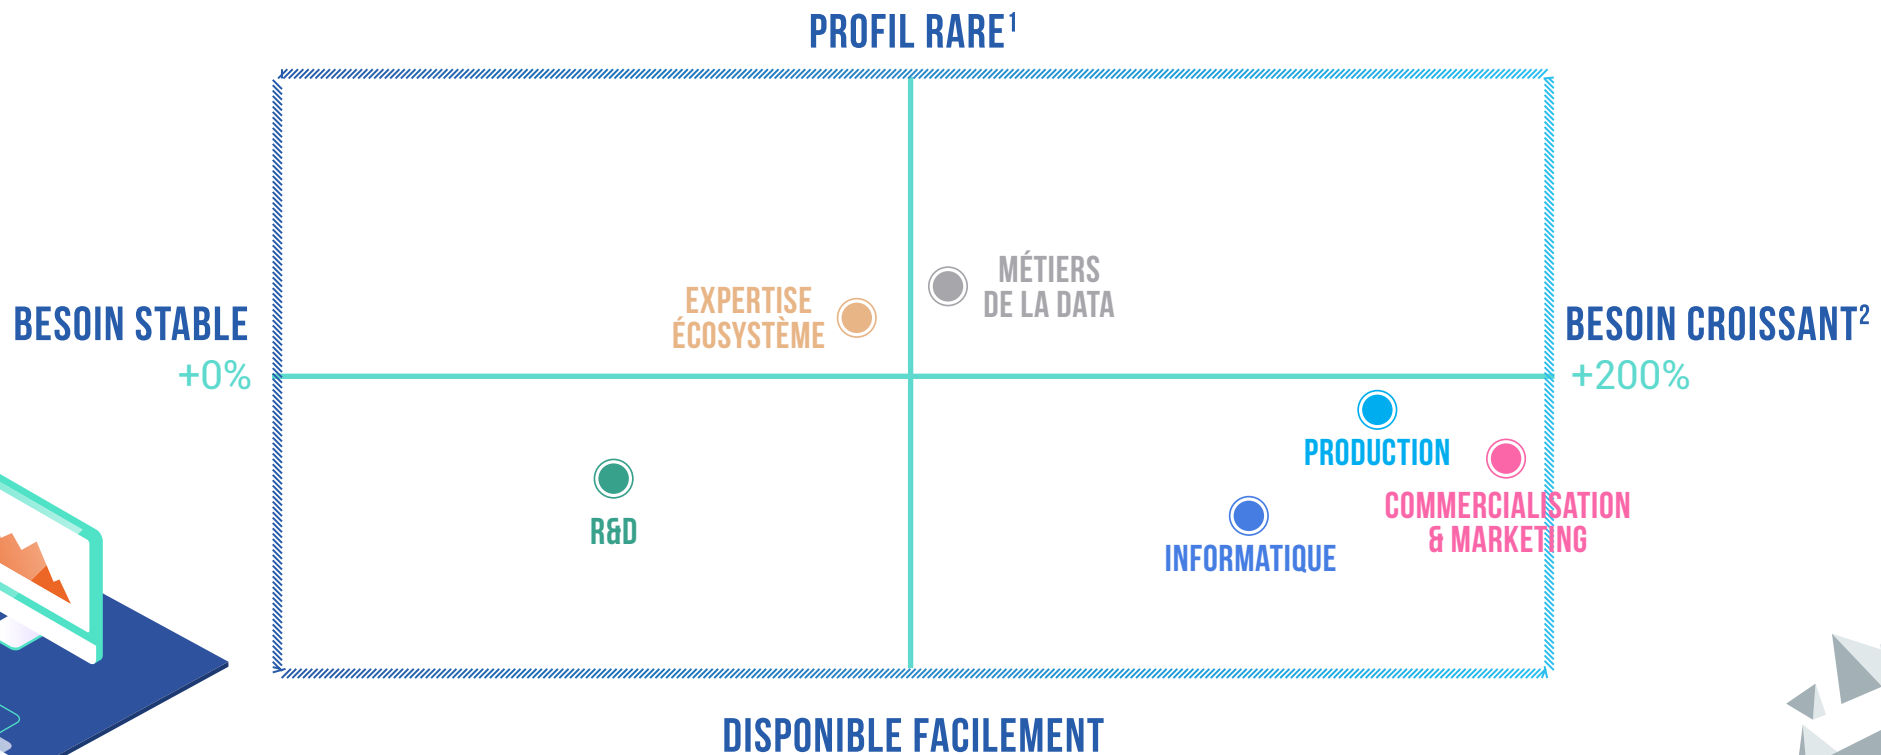 PROFIL RARE¹
MÉTIERS
DE LA DATA
EXPERTISE
ÉCOSYSTÈME
BESOIN STABLE
+0%
BESOIN CROISSANT²
+200%
PRODUCTION
COMMERCIALISATION
& MARKETING
R&D
INFORMATIQUE
DISPONIBLE FACILEMENT